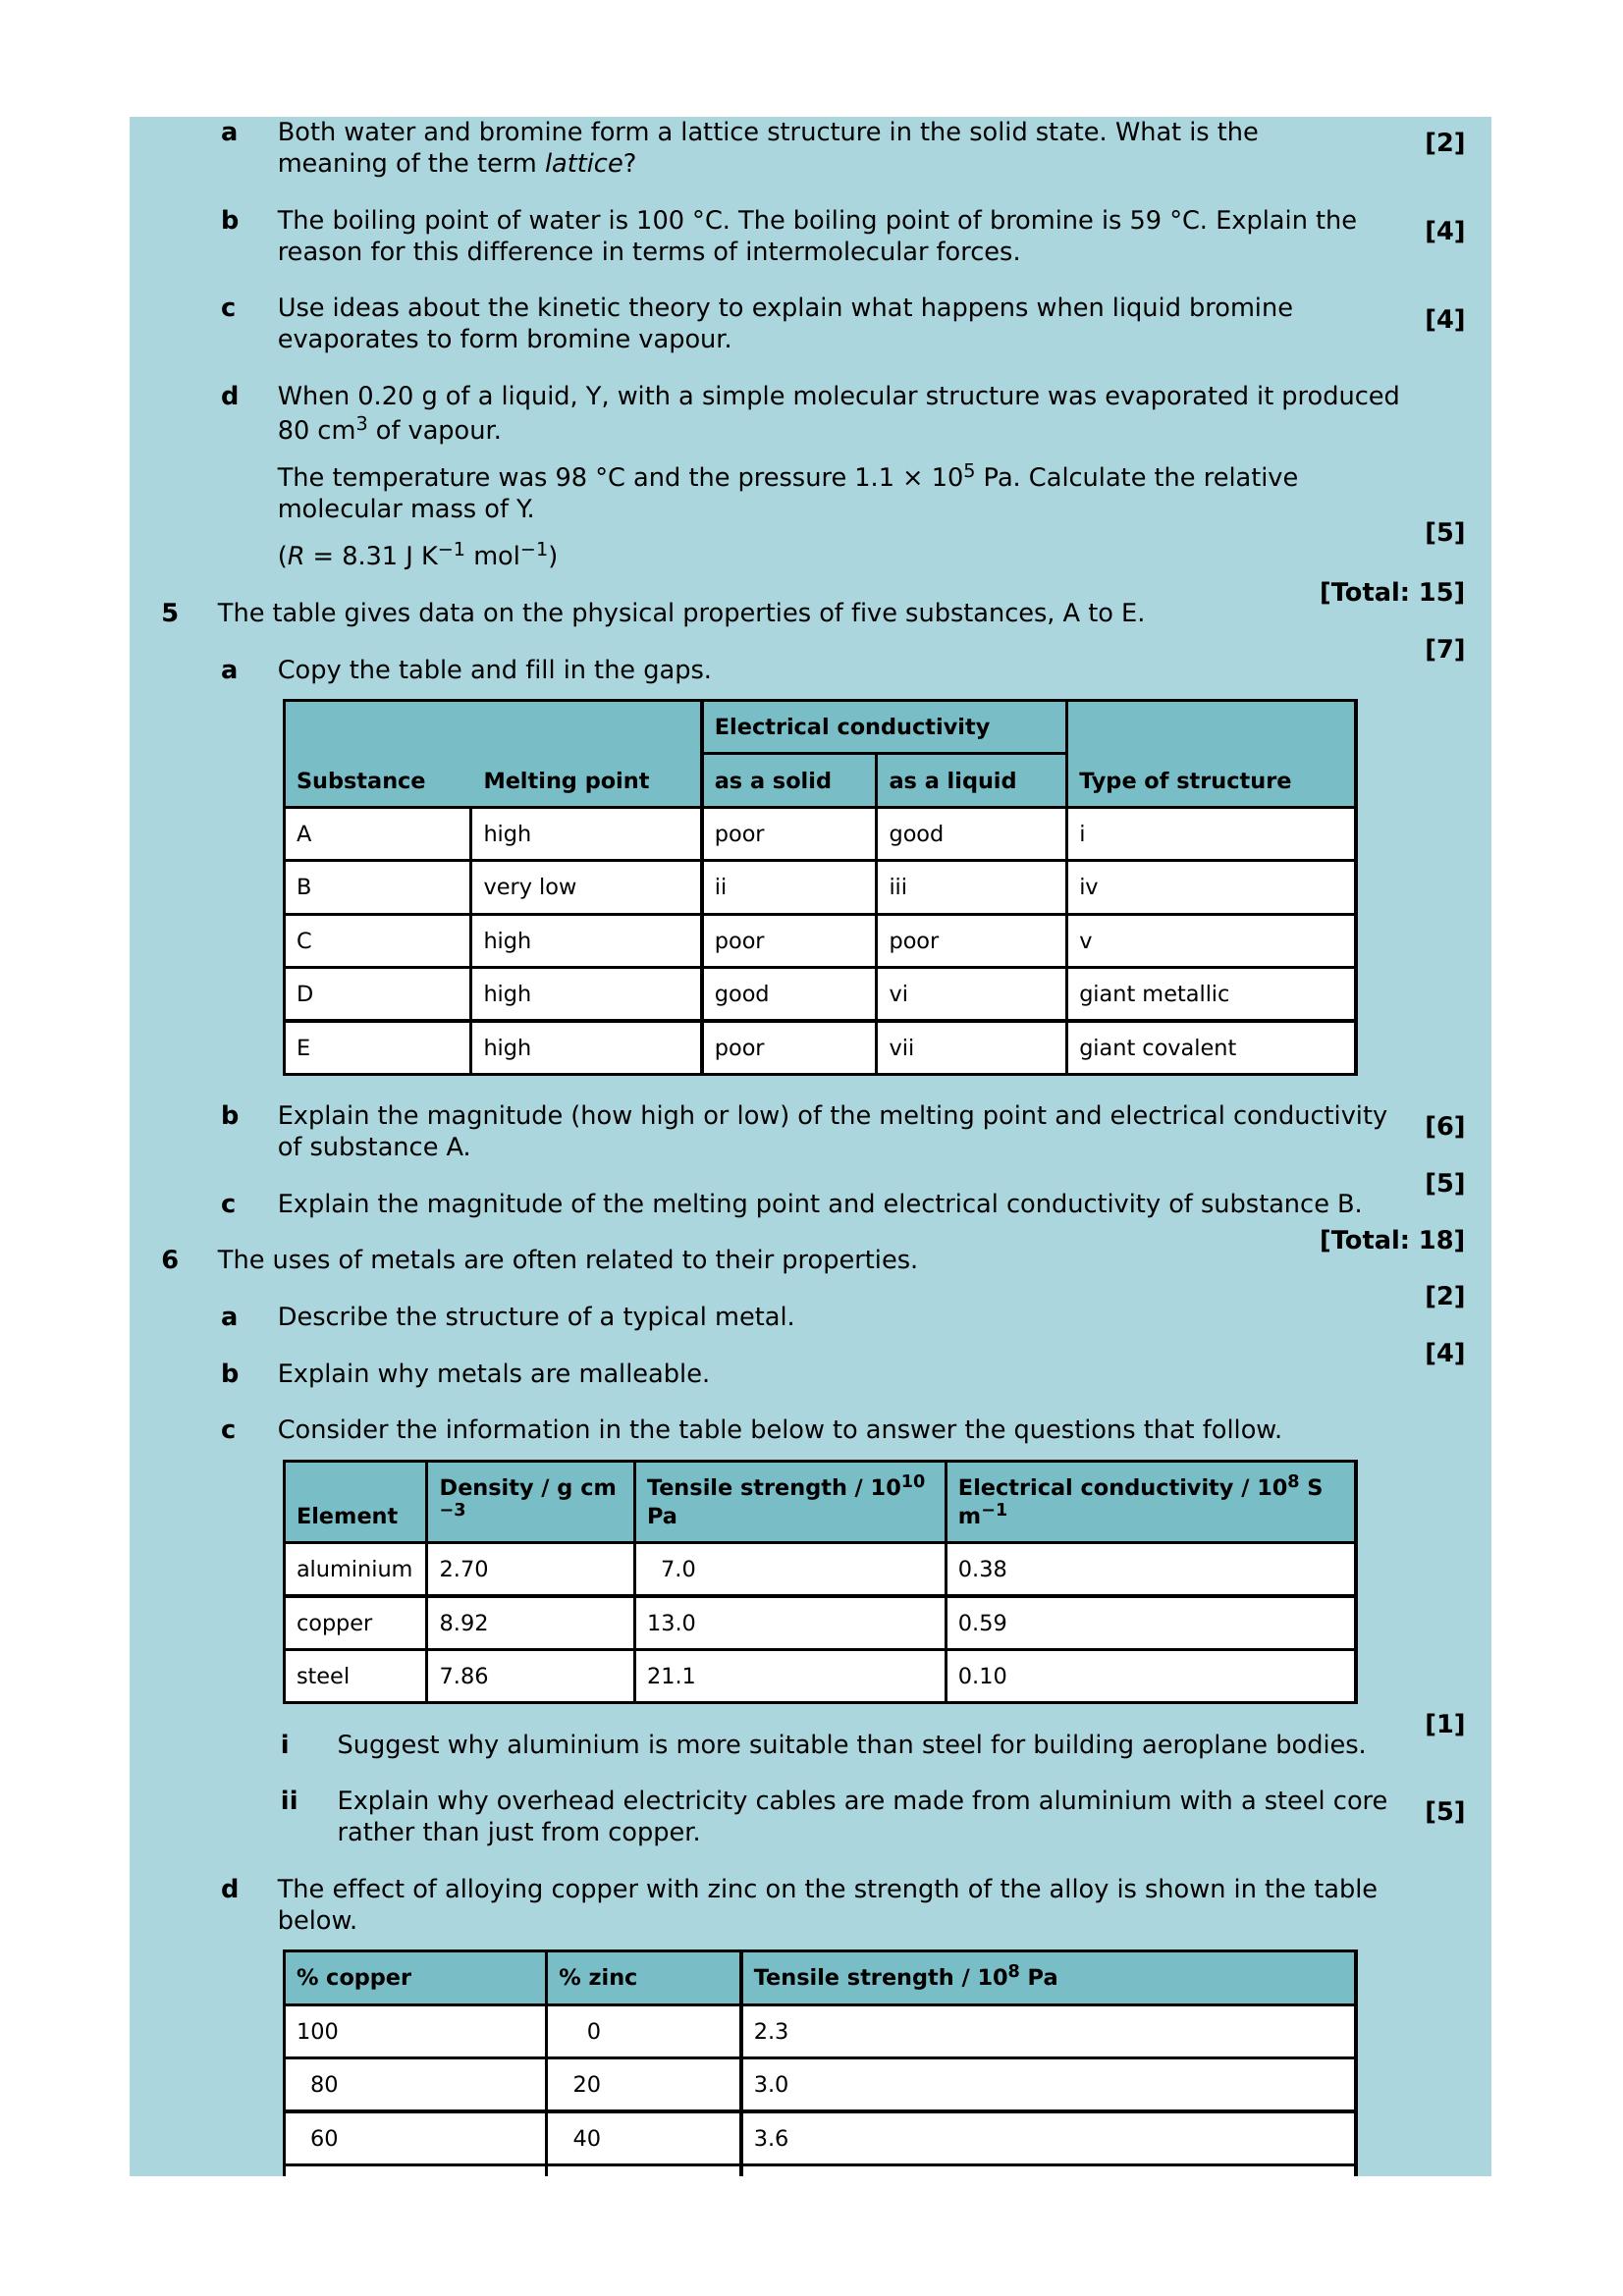 a Both water and bromine form a lattice structure in the solid state. What is the [2]
meaning of the term lattice?
b The boiling point of water is 100 °C. The boiling point of bromine is 59 °C. Explain the [4]
reason for this difference in terms of intermolecular forces.
c Use ideas about the kinetic theory to explain what happens when liquid bromine [4]
evaporates to form bromine vapour.
d When 0.20 g of a liquid, Y, with a simple molecular structure was evaporated it produced
80 cm³ of vapour.
The temperature was 98 °C and the pressure 1.1 × 10⁵ Pa. Calculate the relative
molecular mass of Y.
[5]
(R = 8.31 J K⁻¹ mol⁻¹)
[Total: 15]
5 The table gives data on the physical properties of five substances, A to E.
[7]
a Copy the table and fill in the gaps.
Electrical conductivity
Substance Melting point as a solid as a liquid Type of structure
A high poor good i
B very low ii iii iv
C high poor poor v
D high good vi giant metallic
E high poor vii giant covalent
b Explain the magnitude (how high or low) of the melting point and electrical conductivity [6]
of substance A.
[5]
c Explain the magnitude of the melting point and electrical conductivity of substance B.
[Total: 18]
6 The uses of metals are often related to their properties.
[2]
a Describe the structure of a typical metal.
[4]
b Explain why metals are malleable.
c Consider the information in the table below to answer the questions that follow.
Density / g cm Tensile strength / 10¹⁰ Electrical conductivity / 10⁸ S
Element ⁻³ Pa m⁻¹
aluminium 2.70 7.0 0.38
copper 8.92 13.0 0.59
steel 7.86 21.1 0.10
[1]
i Suggest why aluminium is more suitable than steel for building aeroplane bodies.
ii Explain why overhead electricity cables are made from aluminium with a steel core [5]
rather than just from copper.
d The effect of alloying copper with zinc on the strength of the alloy is shown in the table
below.
% copper % zinc Tensile strength / 10⁸ Pa
100 0 2.3
80 20 3.0
60 40 3.6